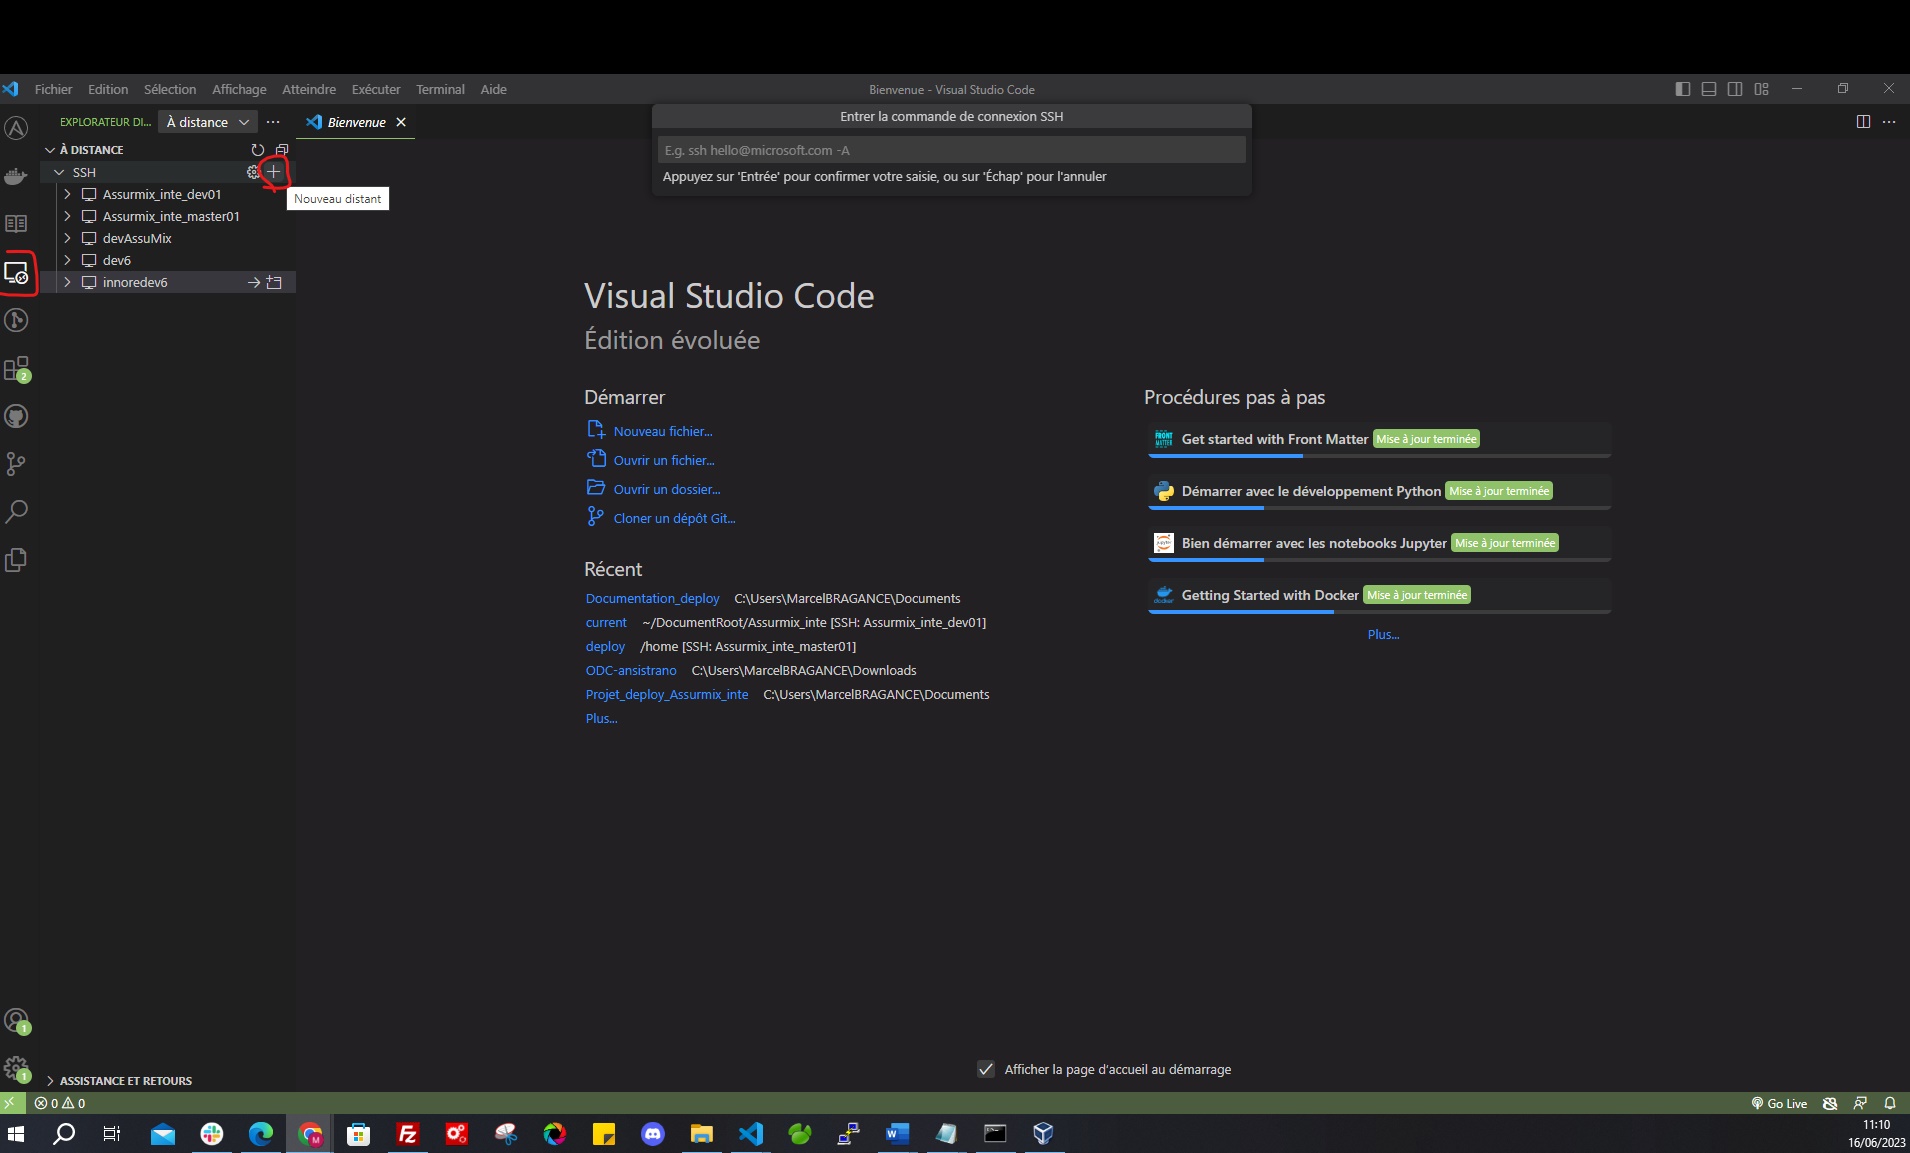 Fichier Edition Sélection Affichage Atteindre Exécuter Terminal Aide
Bienvenue - Visual Studio Code
EXPLORATEUR DI... À distance
Bienvenue
Entrer la commande de connexion SSH
E.g. ssh hello@microsoft.com -A
Appuyez sur 'Entrée' pour confirmer votre saisie, ou sur 'Échap' pour l'annuler
À DISTANCE
SSH
Nouveau distant
Assurmix_inte_dev01
Assurmix_inte_master01
devAssuMix
dev6
innoredev6
Visual Studio Code
Édition évoluée
Démarrer
Nouveau fichier...
Ouvrir un fichier...
Ouvrir un dossier...
Cloner un dépôt Git...
Récent
Documentation_deploy C:\Users\MarcelBRAGANCE\Documents
current ~/DocumentRoot/Assurmix_inte [SSH: Assurmix_inte_dev01]
deploy /home [SSH: Assurmix_inte_master01]
ODC-ansistrano C:\Users\MarcelBRAGANCE\Downloads
Projet_deploy_Assurmix_inte C:\Users\MarcelBRAGANCE\Documents
Plus...
Procédures pas à pas
FRONT MATTER Get started with Front Matter Mise à jour terminée
Démarrer avec le développement Python Mise à jour terminée
Bien démarrer avec les notebooks Jupyter Mise à jour terminée
docker Getting Started with Docker Mise à jour terminée
Plus...
2
1
1
Afficher la page d'accueil au démarrage
ASSISTANCE ET RETOURS
0 0
Go Live
11:10
16/06/2023